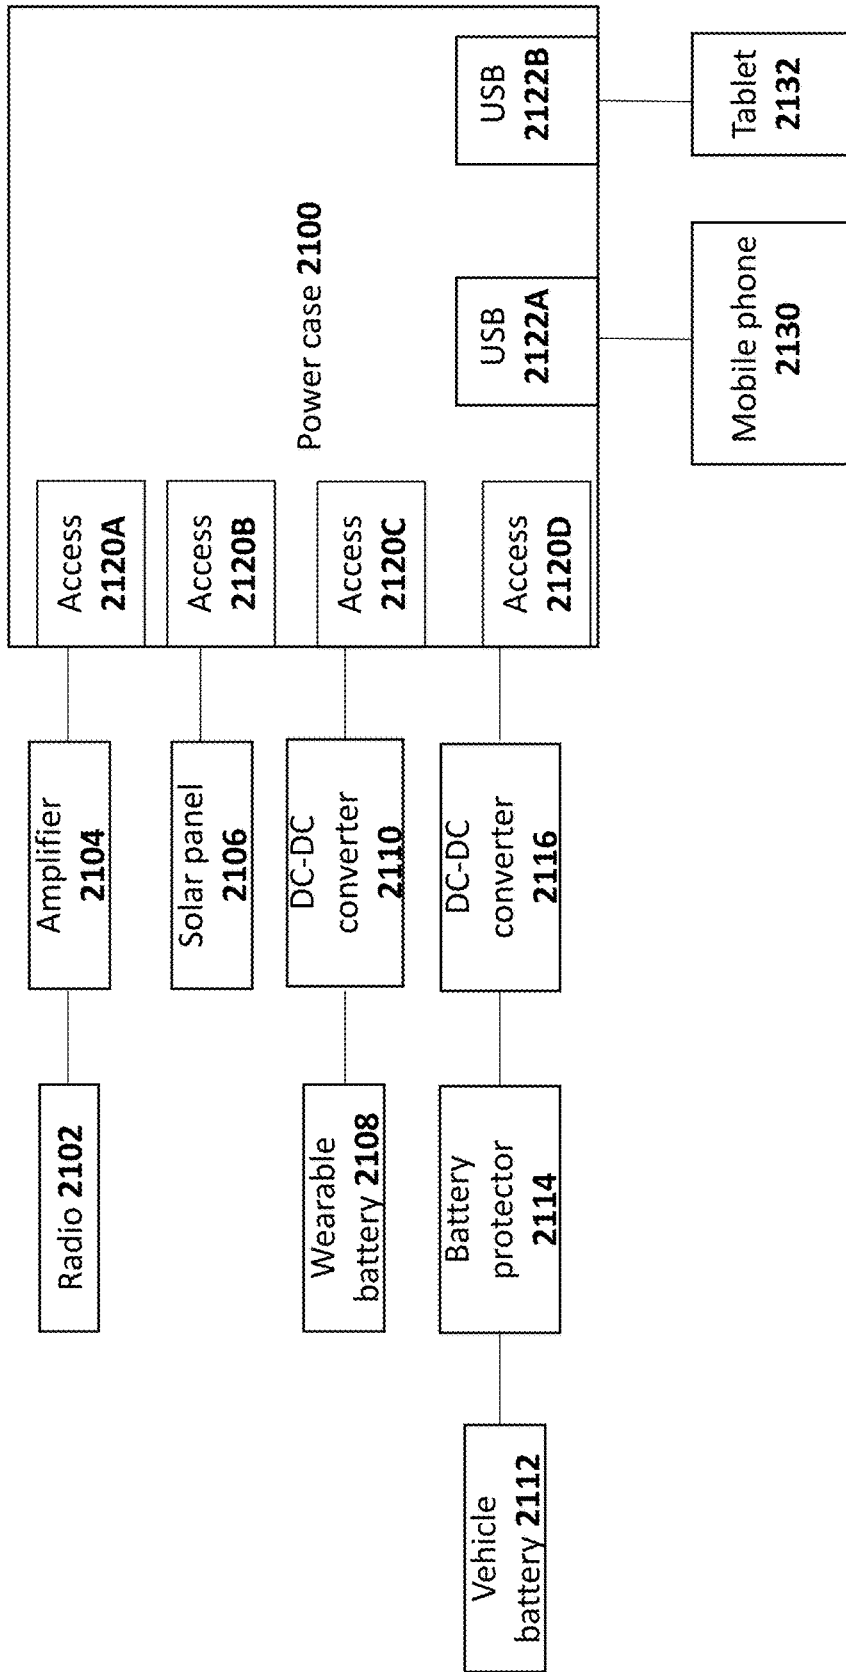 Radio 2102
Amplifier
2104
Access
2120A
Solar panel
2106
Access
2120B
Power case 2100
Wearable
battery 2108
DC-DC
converter
2110
Access
2120C
Vehicle
battery 2112
Battery
protector
2114
DC-DC
converter
2116
Access
2120D
USB
2122A
USB
2122B
Mobile phone
2130
Tablet
2132